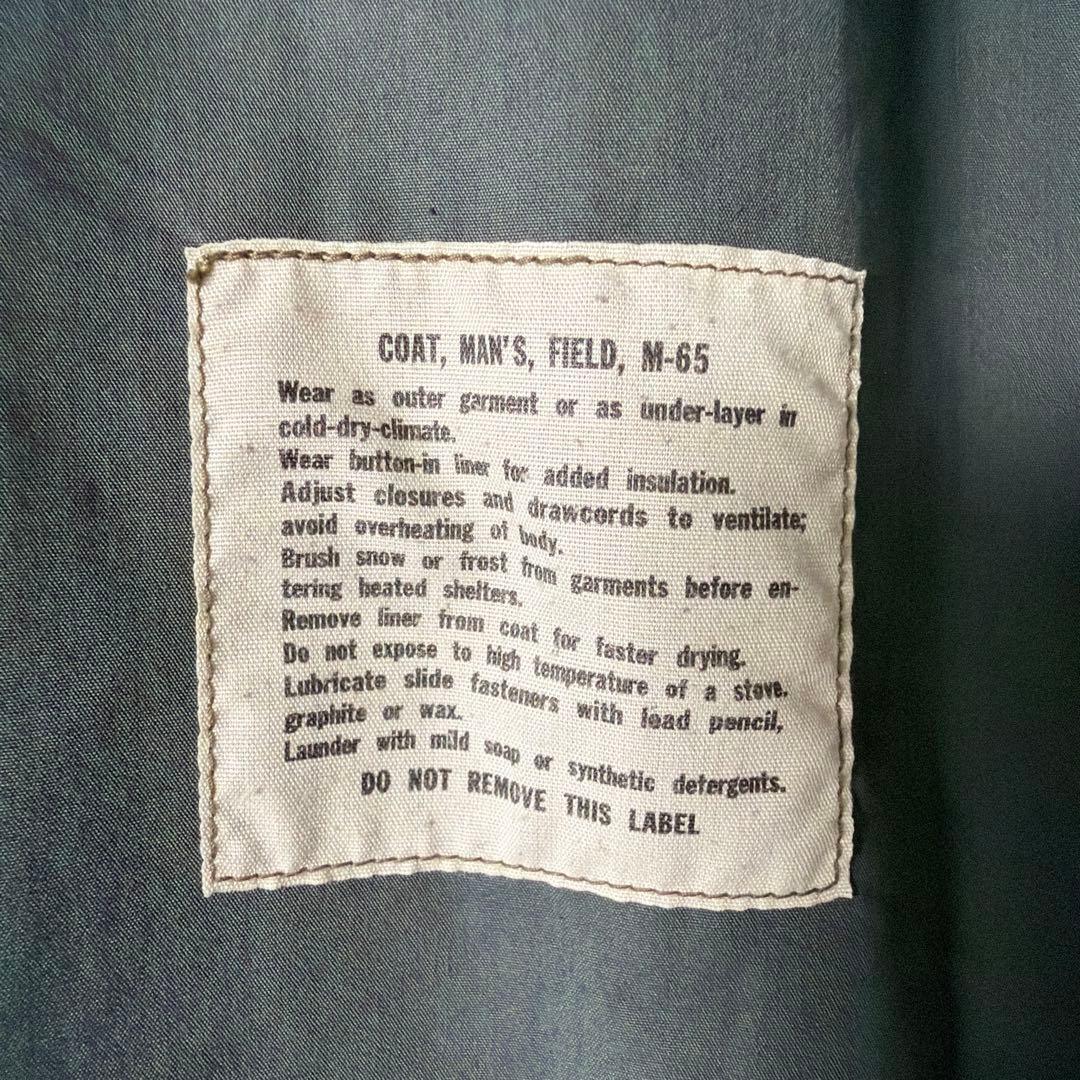 COAT, MAN'S, FIELD, M-65
Wear as outer garment or as under-layer in
cold-dry-climate.
Wear button-in liner for added insulation.
Adjust closures and drawcords to ventilate;
avoid overheating of body.
Brush snow or frost from garments before en-
tering heated shelters.
Remove liner from coat for faster drying.
Do not expose to high temperature of a stove.
Lubricate slide fasteners with lead pencil,
graphite or wax.
Launder with mild soap or synthetic detergents.
DO NOT REMOVE THIS LABEL